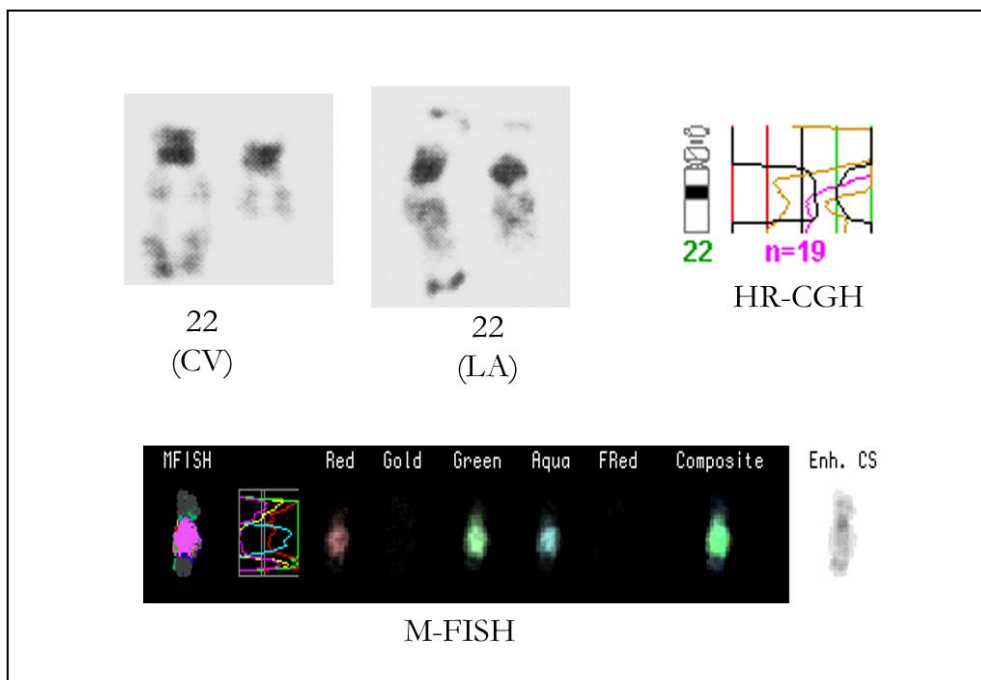 22
(CV)
22
(LA)
22 n=19
HR-CGH
MFISH Red Gold Green Aqua FRed Composite Enh. CS
M-FISH